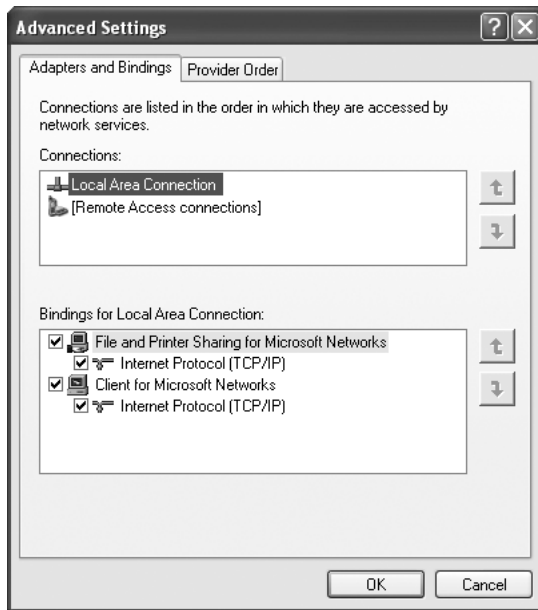 Advanced Settings
Adapters and Bindings Provider Order
Connections are listed in the order in which they are accessed by
network services.
Connections:
Local Area Connection
[Remote Access connections]
Bindings for Local Area Connection:
File and Printer Sharing for Microsoft Networks
Internet Protocol (TCP/IP)
Client for Microsoft Networks
Internet Protocol (TCP/IP)
OK Cancel